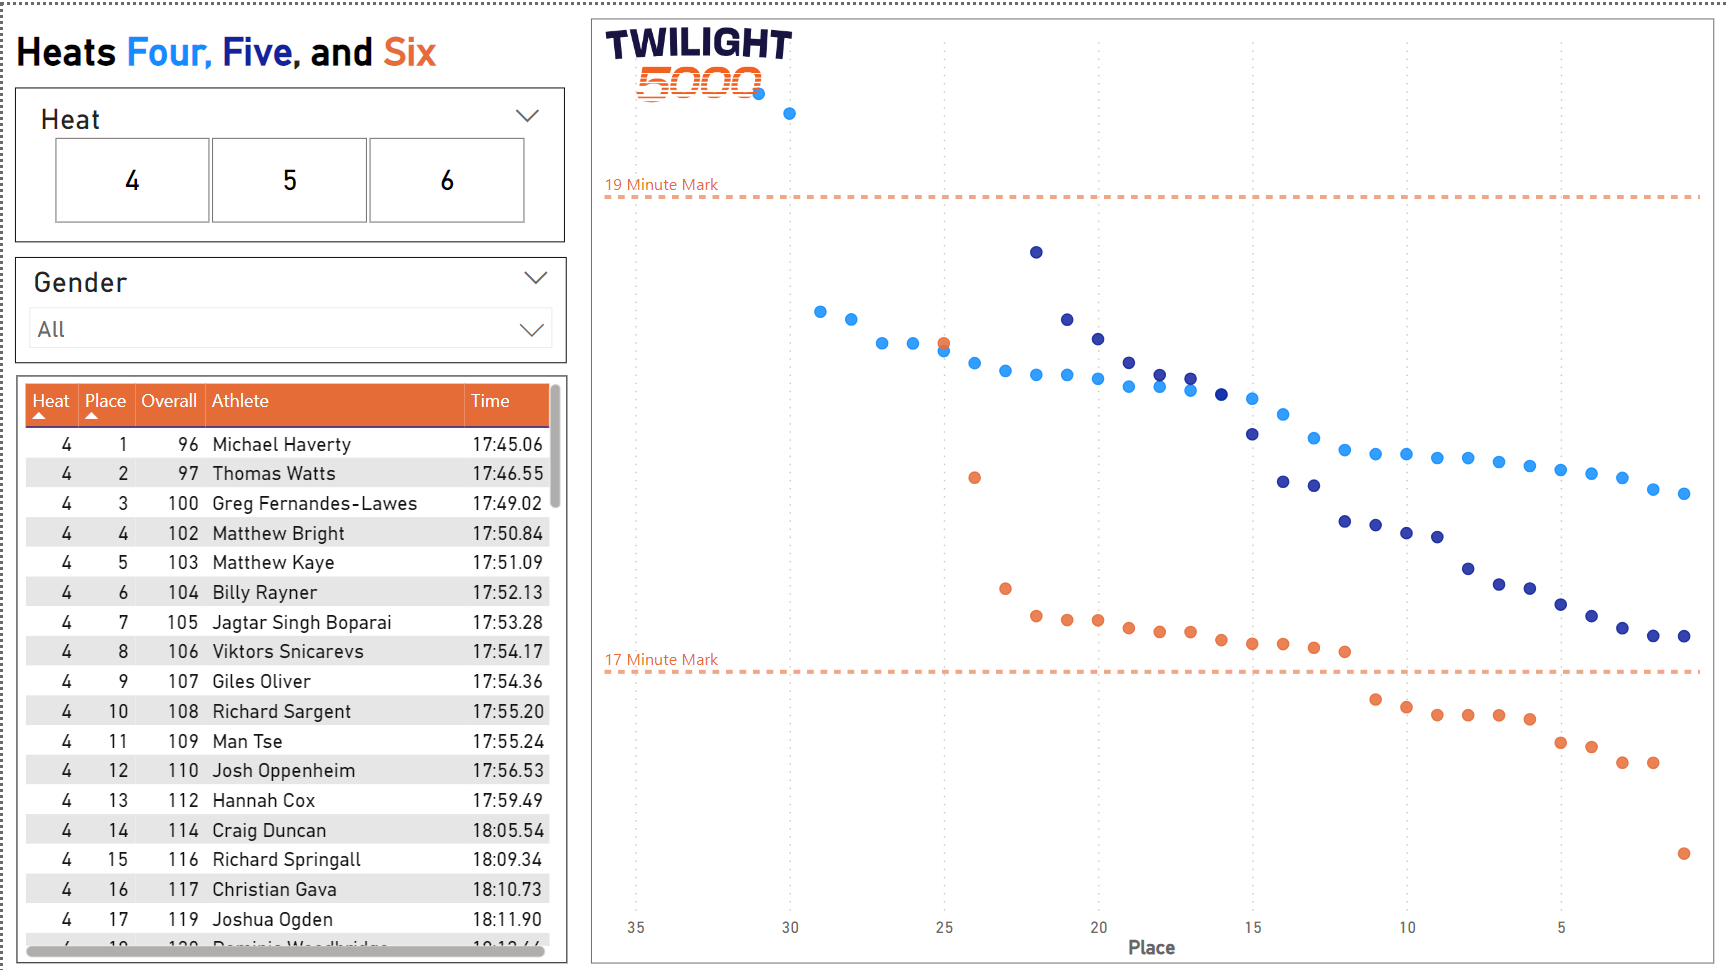 Heats Four, Five, and Six
Heat
4 5 6
Gender
All
Heat Place Overall Athlete Time
4 1 96 Michael Haverty 17:45.06
4 2 97 Thomas Watts 17:46.55
4 3 100 Greg Fernandes-Lawes 17:49.02
4 4 102 Matthew Bright 17:50.84
4 5 103 Matthew Kaye 17:51.09
4 6 104 Billy Rayner 17:52.13
4 7 105 Jagtar Singh Boparai 17:53.28
4 8 106 Viktors Snicarevs 17:54.17
4 9 107 Giles Oliver 17:54.36
4 10 108 Richard Sargent 17:55.20
4 11 109 Man Tse 17:55.24
4 12 110 Josh Oppenheim 17:56.53
4 13 112 Hannah Cox 17:59.49
4 14 114 Craig Duncan 18:05.54
4 15 116 Richard Springall 18:09.34
4 16 117 Christian Gava 18:10.73
4 17 119 Joshua Ogden 18:11.90
TWILIGHT
5000
19 Minute Mark
17 Minute Mark
35 30 25 20 15 10 5
Place